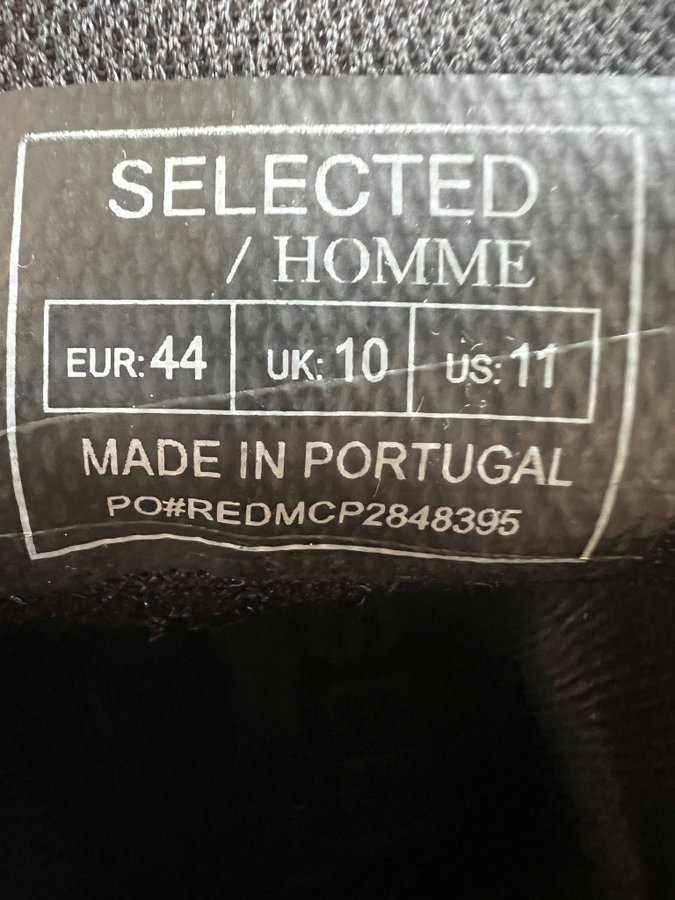 SELECTED
/ HOMME
EUR: 44 UK: 10 US: 11
MADE IN PORTUGAL
PO#REDMCP2848395